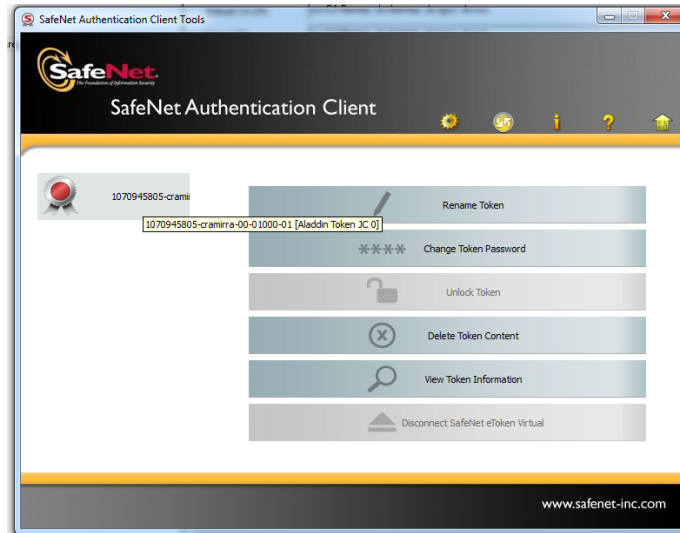 SafeNet Authentication Client Tools
SafeNet.
The Foundation of Information Security
SafeNet Authentication Client
1070945805-crami
1070945805-cramirra-00-01000-01 [Aladdin Token JC 0]
Rename Token
**** Change Token Password
Unlock Token
Delete Token Content
View Token Information
Disconnect SafeNet eToken Virtual
www.safenet-inc.com